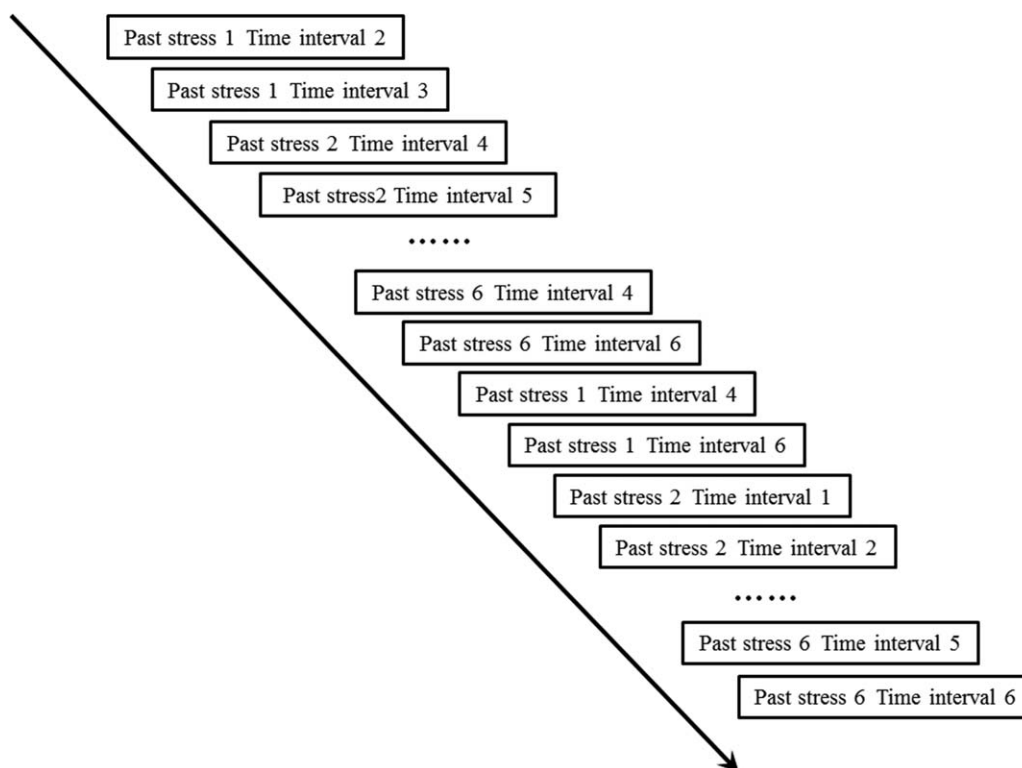 Past stress 1 Time interval 2
Past stress 1 Time interval 3
Past stress 2 Time interval 4
Past stress2 Time interval 5
……
Past stress 6 Time interval 4
Past stress 6 Time interval 6
Past stress 1 Time interval 4
Past stress 1 Time interval 6
Past stress 2 Time interval 1
Past stress 2 Time interval 2
……
Past stress 6 Time interval 5
Past stress 6 Time interval 6